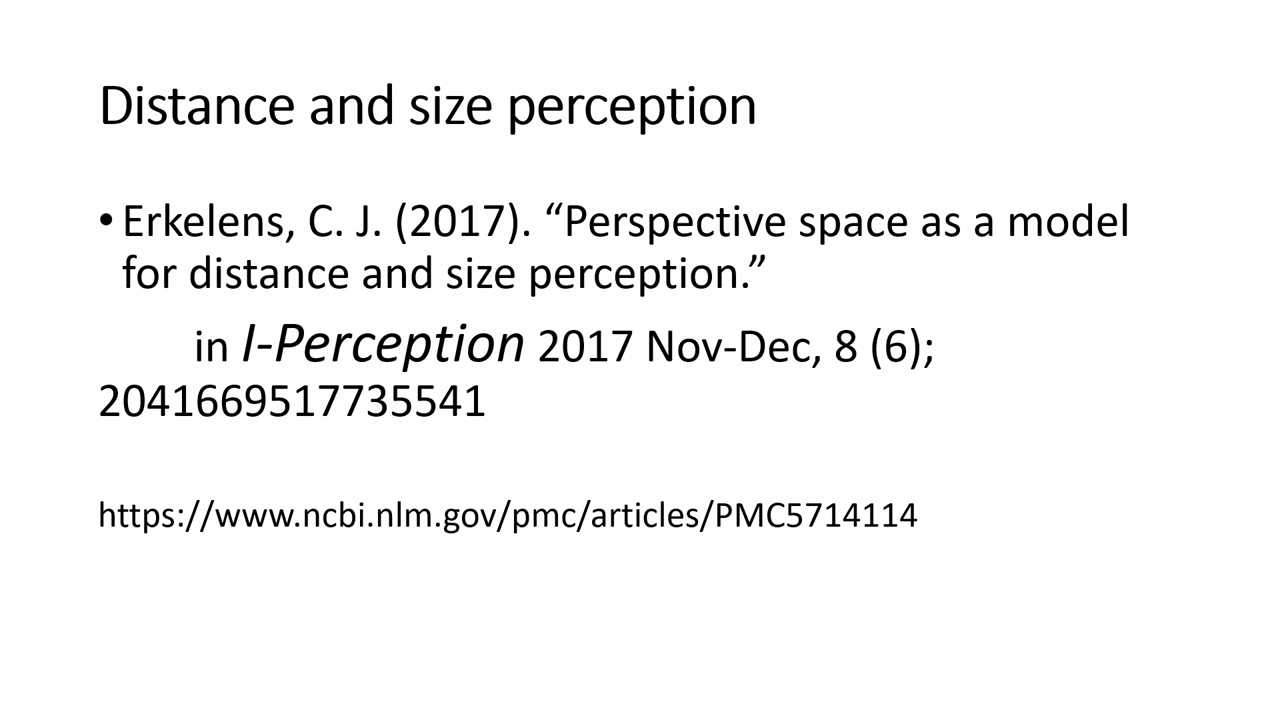 Distance and size perception
•Erkelens, C. J. (2017). “Perspective space as a model
for distance and size perception.”
in I-Perception 2017 Nov-Dec, 8 (6);
2041669517735541
https://www.ncbi.nlm.gov/pmc/articles/PMC5714114